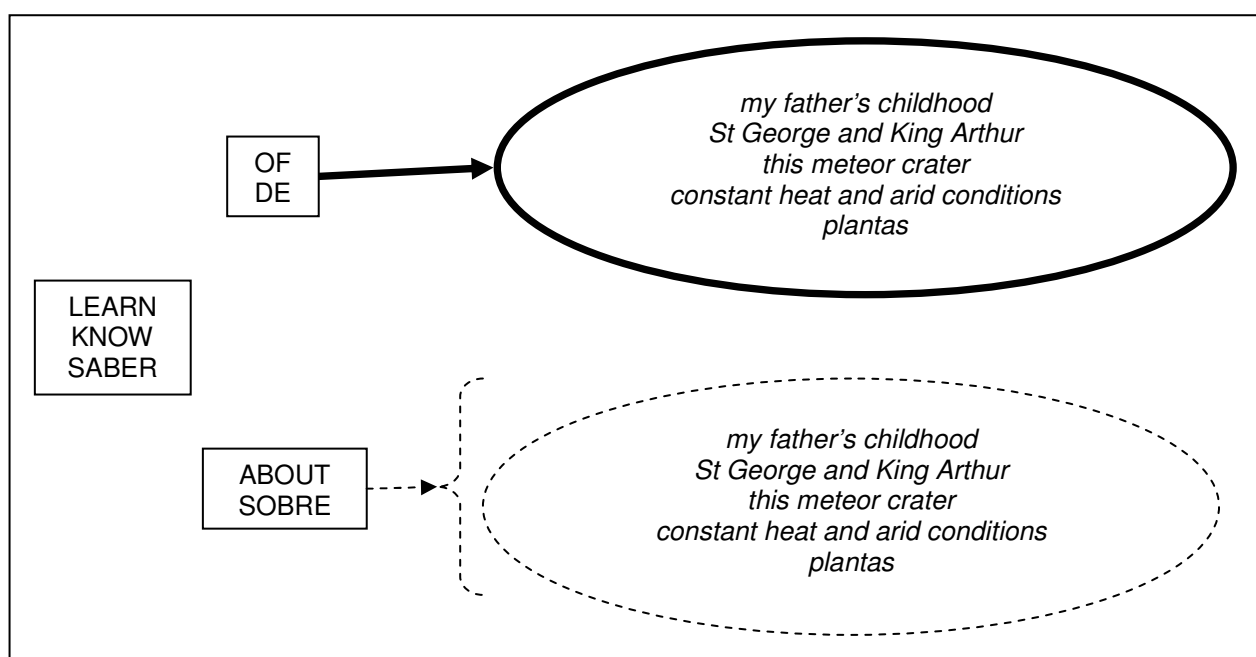 my father’s childhood
St George and King Arthur
this meteor crater
constant heat and arid conditions
plantas
OF
DE
LEARN
KNOW
SABER
ABOUT
SOBRE
my father’s childhood
St George and King Arthur
this meteor crater
constant heat and arid conditions
plantas